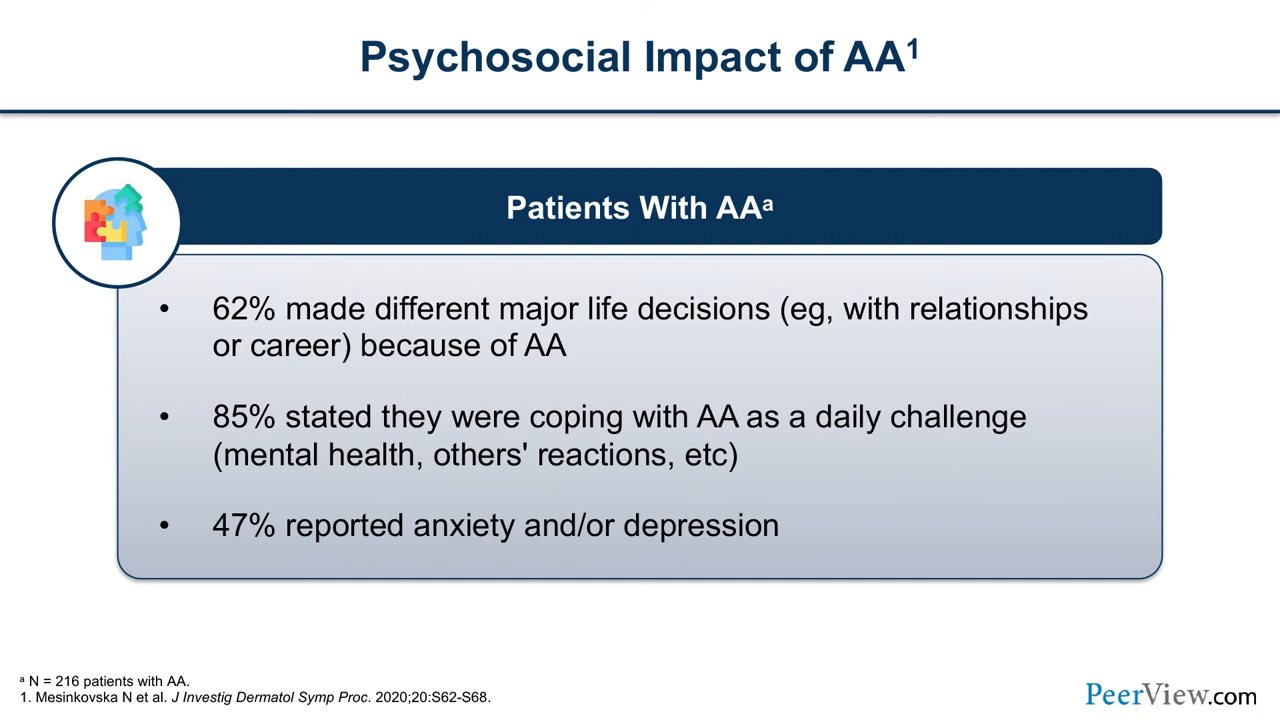 Psychosocial Impact of AA¹
Patients With AAᵃ
• 62% made different major life decisions (eg, with relationships
or career) because of AA
• 85% stated they were coping with AA as a daily challenge
(mental health, others' reactions, etc)
• 47% reported anxiety and/or depression
ᵃ N = 216 patients with AA.
1. Mesinkovska N et al. J Investig Dermatol Symp Proc. 2020;20:S62-S68.
PeerView.com